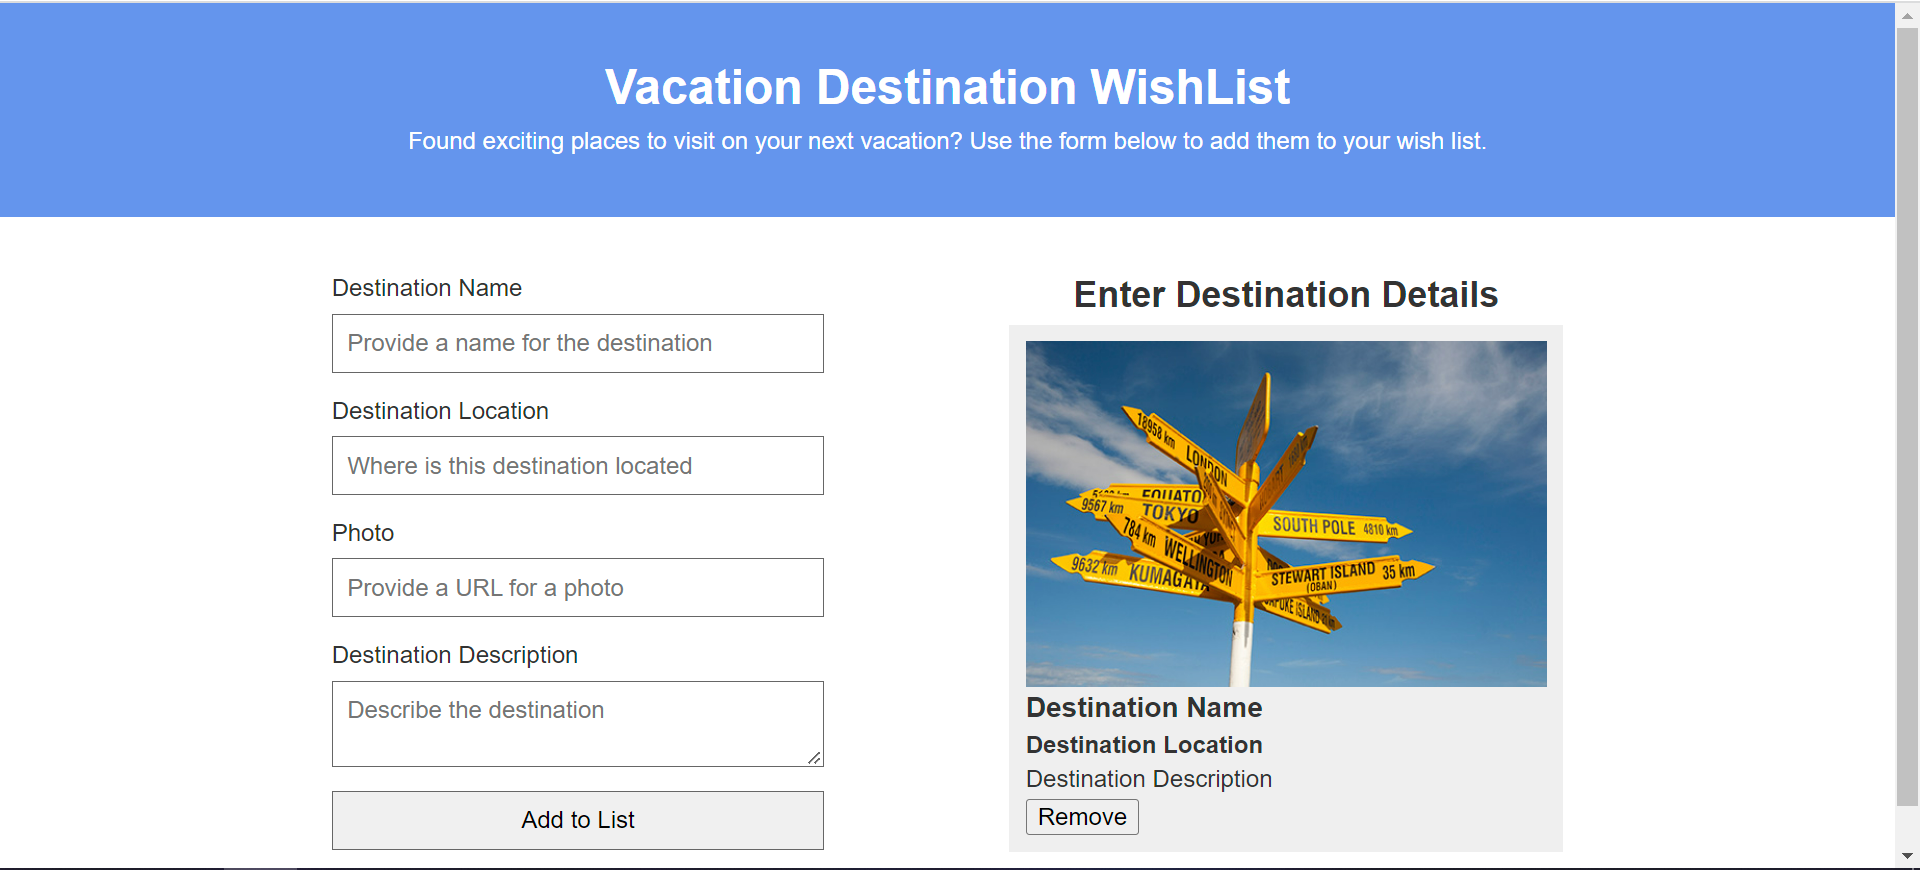 Vacation Destination WishList
Found exciting places to visit on your next vacation? Use the form below to add them to your wish list.
Destination Name
Provide a name for the destination
Destination Location
Where is this destination located
Photo
Provide a URL for a photo
Destination Description
Describe the destination
Add to List
Enter Destination Details
18958 km LONDON
TOKYO
9567 km
SOUTH POLE 4810 km
784 km WELLINGTON
9632 km KUMAGAYA
STEWART ISLAND 35 km
(OBAN)
Destination Name
Destination Location
Destination Description
Remove